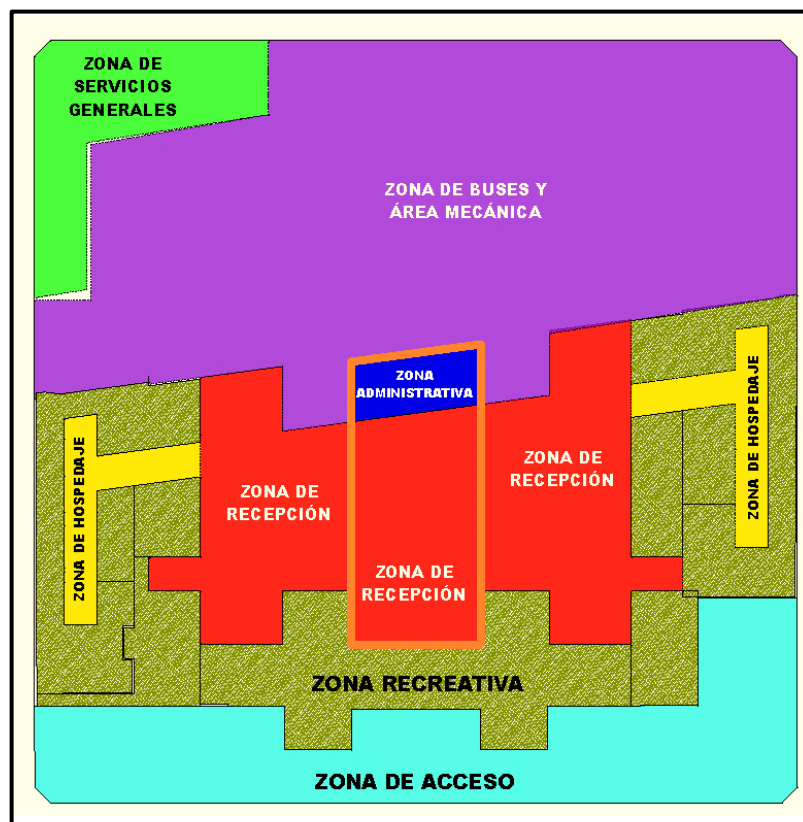 ZONA DE
SERVICIOS
GENERALES
ZONA DE BUSES Y
ÁREA MECÁNICA
ZONA
ADMINISTRATIVA
ZONA DE HOSPEDAJE
ZONA DE
RECEPCIÓN
ZONA DE
RECEPCIÓN
ZONA DE HOSPEDAJE
ZONA DE
RECEPCIÓN
ZONA RECREATIVA
ZONA DE ACCESO